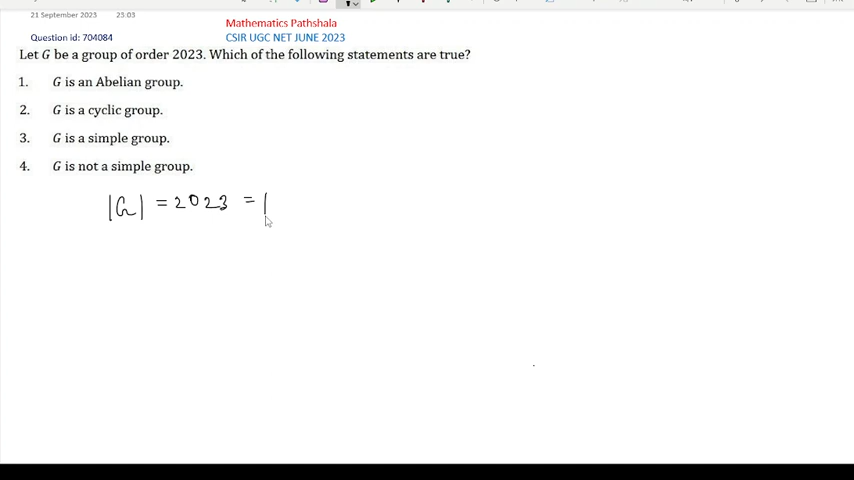 21 September 2023 23:03
Mathematics Pathshala
Question id: 704084 CSIR UGC NET JUNE 2023
Let G be a group of order 2023. Which of the following statements are true?
1. G is an Abelian group.
2. G is a cyclic group.
3. G is a simple group.
4. G is not a simple group.
|G| = 2023 = |